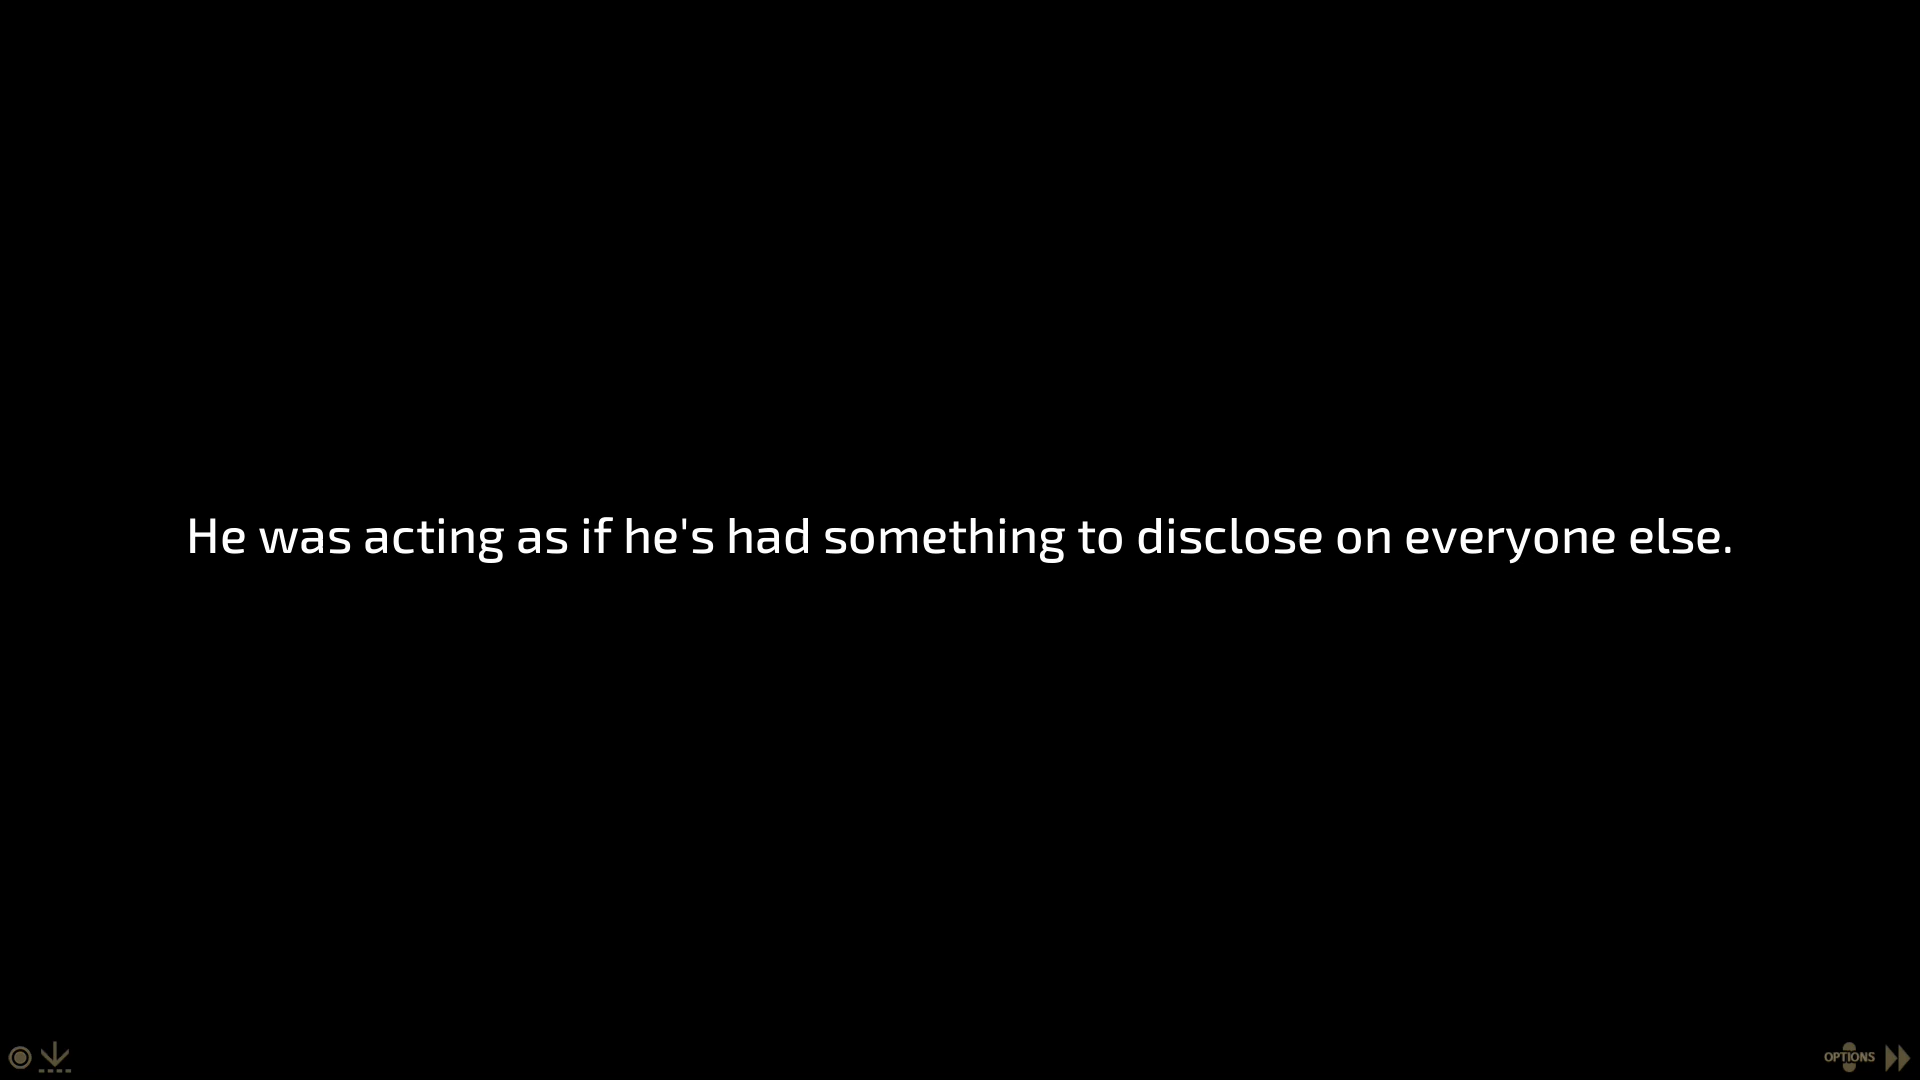 He was acting as if he's had something to disclose on everyone else.
OPTIONS